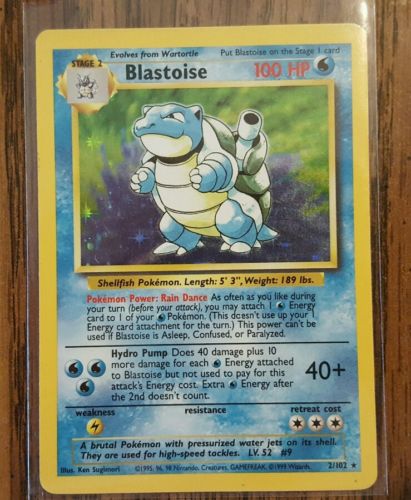 Evolves from Wartortle Put Blastoise on the Stage 1 card
STAGE 2
Blastoise 100 HP
Shellfish Pokémon. Length: 5' 3", Weight: 189 lbs.
Pokémon Power: Rain Dance As often as you like during
your turn (before your attack), you may attach 1 Energy
card to 1 of your Pokémon. (This doesn't use up your 1
Energy card attachment for the turn.) This power can't be
used if Blastoise is Asleep, Confused, or Paralyzed.
Hydro Pump Does 40 damage plus 10
more damage for each Energy attached
to Blastoise but not used to pay for this
attack's Energy cost. Extra Energy after
the 2nd doesn't count.
40+
weakness resistance retreat cost
A brutal Pokémon with pressurized water jets on its shell.
They are used for high-speed tackles. LV. 52 #9
Illus. Ken Sugimori ©1995, 96, 98 Nintendo, Creatures, GAMEFREAK. ©1999 Wizards. 2/102 ★